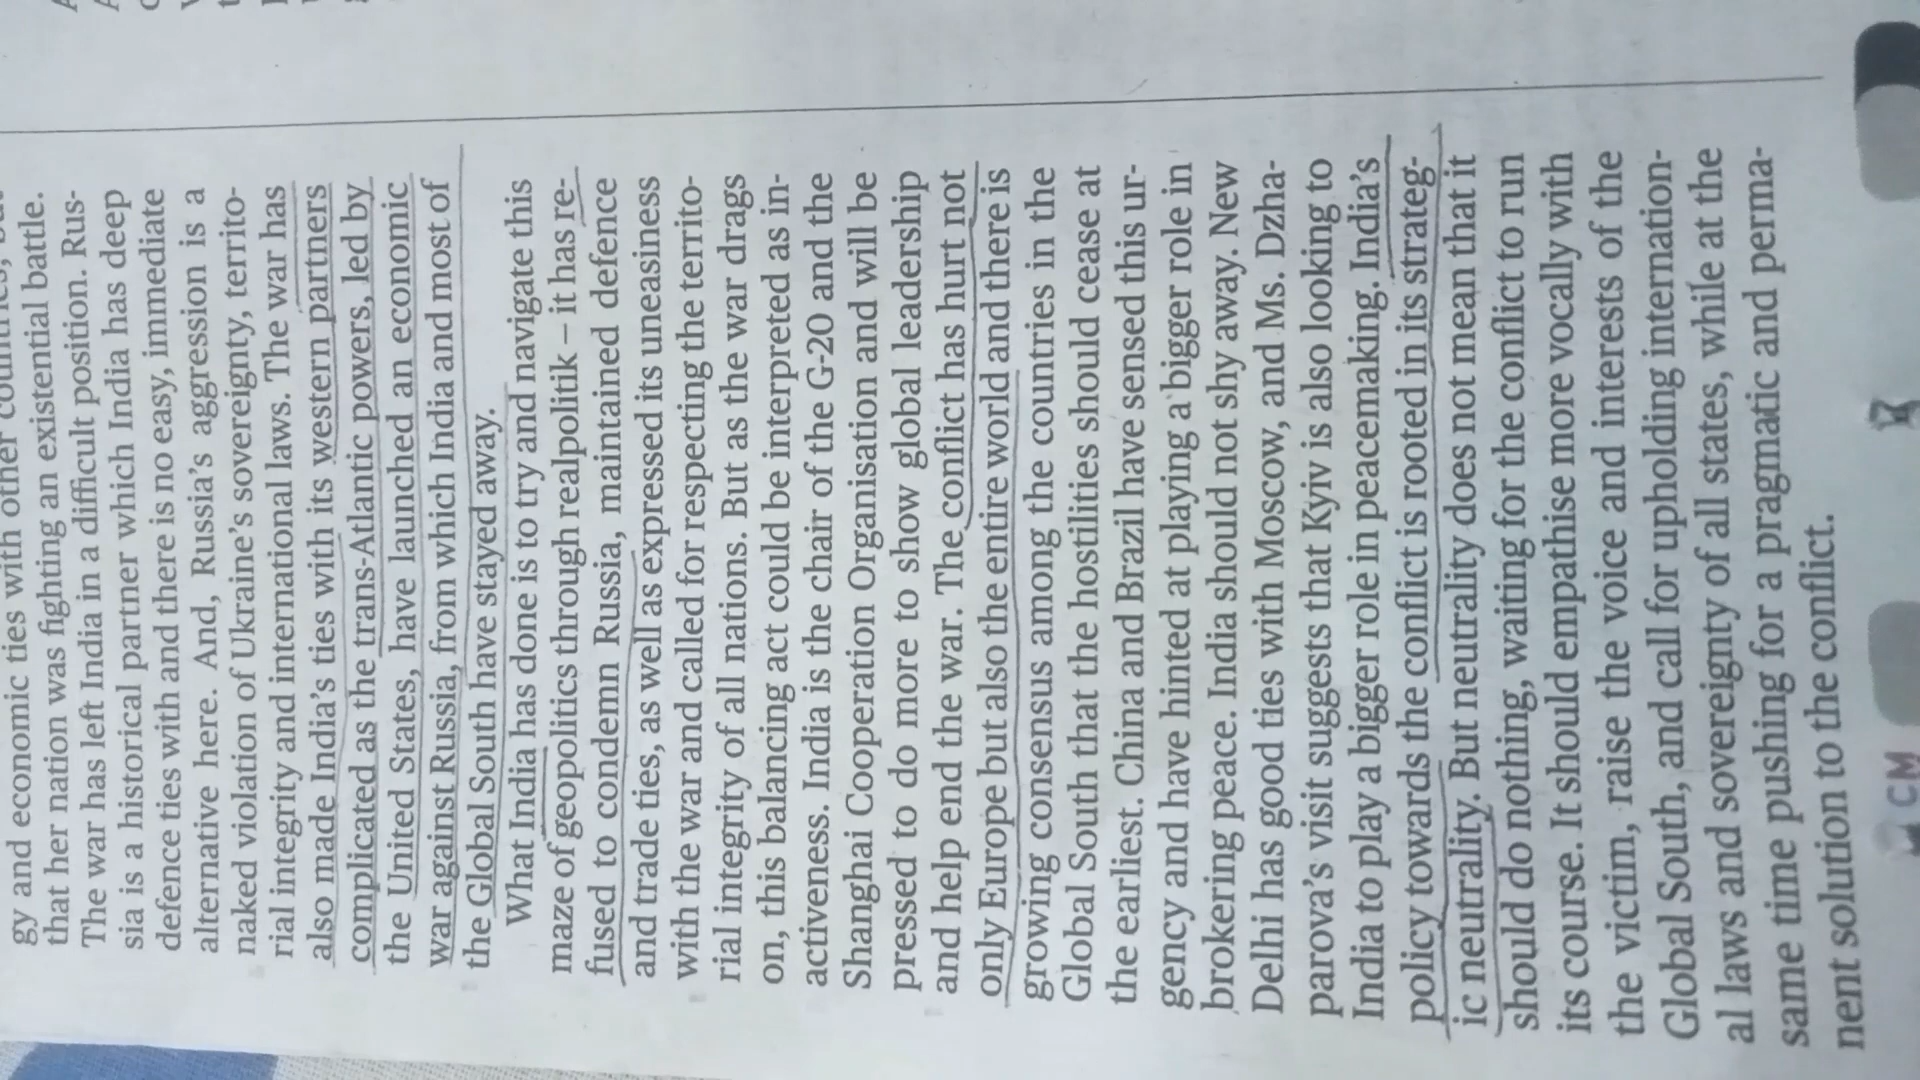 gy and economic ties with other
that her nation was fighting an existential battle.
The war has left India in a difficult position. Rus-
sia is a historical partner which India has deep
defence ties with and there is no easy, immediate
alternative here. And, Russia's aggression is a
naked violation of Ukraine's sovereignty, territo-
rial integrity and international laws. The war has
also made India's ties with its western partners
complicated as the trans-Atlantic powers, led by
the United States, have launched an economic
war against Russia, from which India and most of
the Global South have stayed away.
What India has done is to try and navigate this
maze of geopolitics through realpolitik – it has re-
fused to condemn Russia, maintained defence
and trade ties, as well as expressed its uneasiness
with the war and called for respecting the territo-
rial integrity of all nations. But as the war drags
on, this balancing act could be interpreted as in-
activeness. India is the chair of the G-20 and the
Shanghai Cooperation Organisation and will be
pressed to do more to show global leadership
and help end the war. The conflict has hurt not
only Europe but also the entire world and there is
growing consensus among the countries in the
Global South that the hostilities should cease at
the earliest. China and Brazil have sensed this ur-
gency and have hinted at playing a bigger role in
brokering peace. India should not shy away. New
Delhi has good ties with Moscow, and Ms. Dzha-
parova's visit suggests that Kyiv is also looking to
India to play a bigger role in peacemaking. India's
policy towards the conflict is rooted in its strateg-
ic neutrality. But neutrality does not mean that it
should do nothing, waiting for the conflict to run
its course. It should empathise more vocally with
the victim, raise the voice and interests of the
Global South, and call for upholding internation-
al laws and sovereignty of all states, while at the
same time pushing for a pragmatic and perma-
nent solution to the conflict.
CM